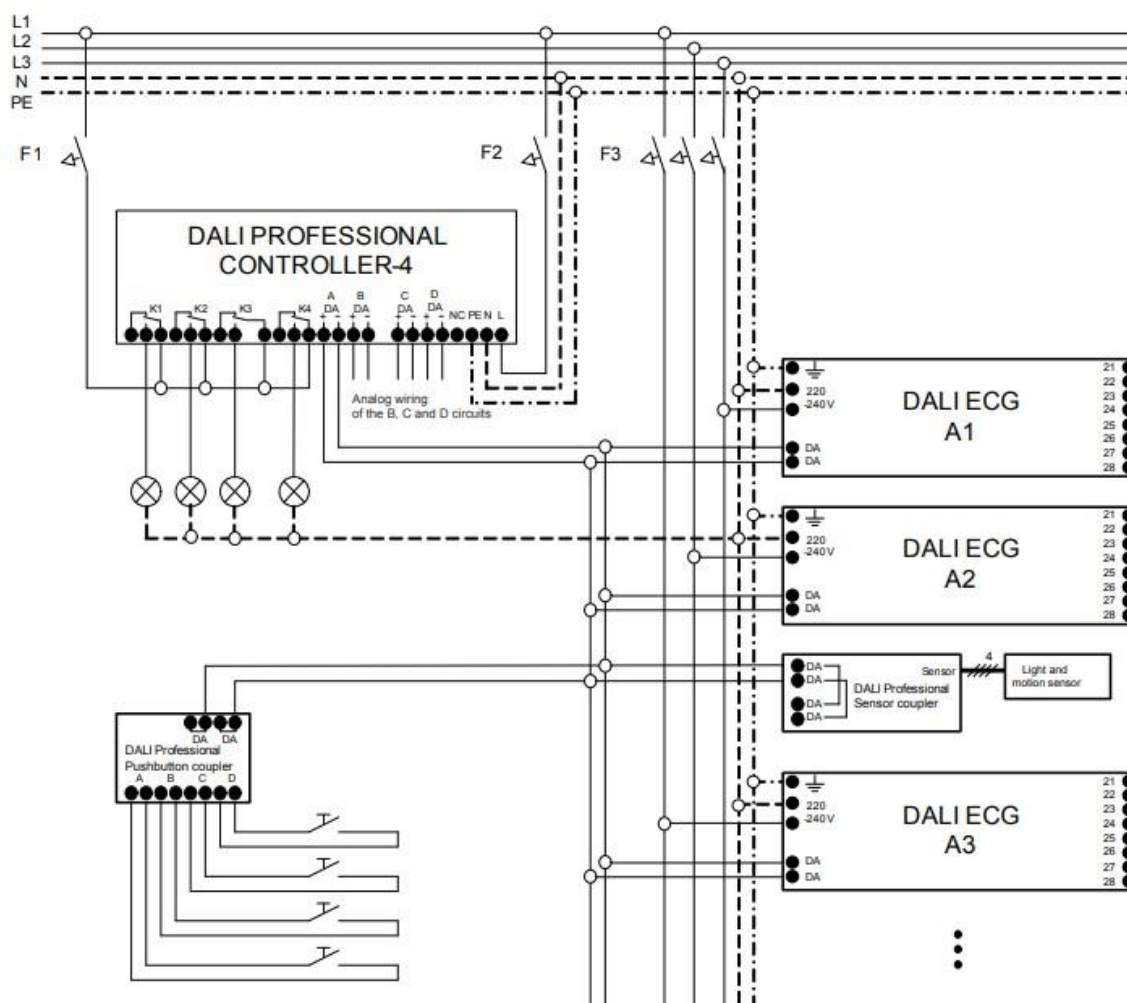 L1
L2
L3
N
PE
F1
F2
F3
DALI PROFESSIONAL
CONTROLLER-4
K1
K2
K3
K4
A
DA
+ -
B
DA
+ -
C
DA
+ -
D
DA
+ -
NC PE N L
Analog wiring
of the B, C and D circuits
220
-240V
DA
DA
DALI ECG
A1
21
22
23
24
25
26
27
28
220
-240V
DA
DA
DALI ECG
A2
21
22
23
24
25
26
27
28
DA
DA
DA
DA
Sensor
DALI Professional
Sensor coupler
4
Light and
motion sensor
DA DA
DALI Professional
Pushbutton coupler
A B C D
220
-240V
DA
DA
DALI ECG
A3
21
22
23
24
25
26
27
28